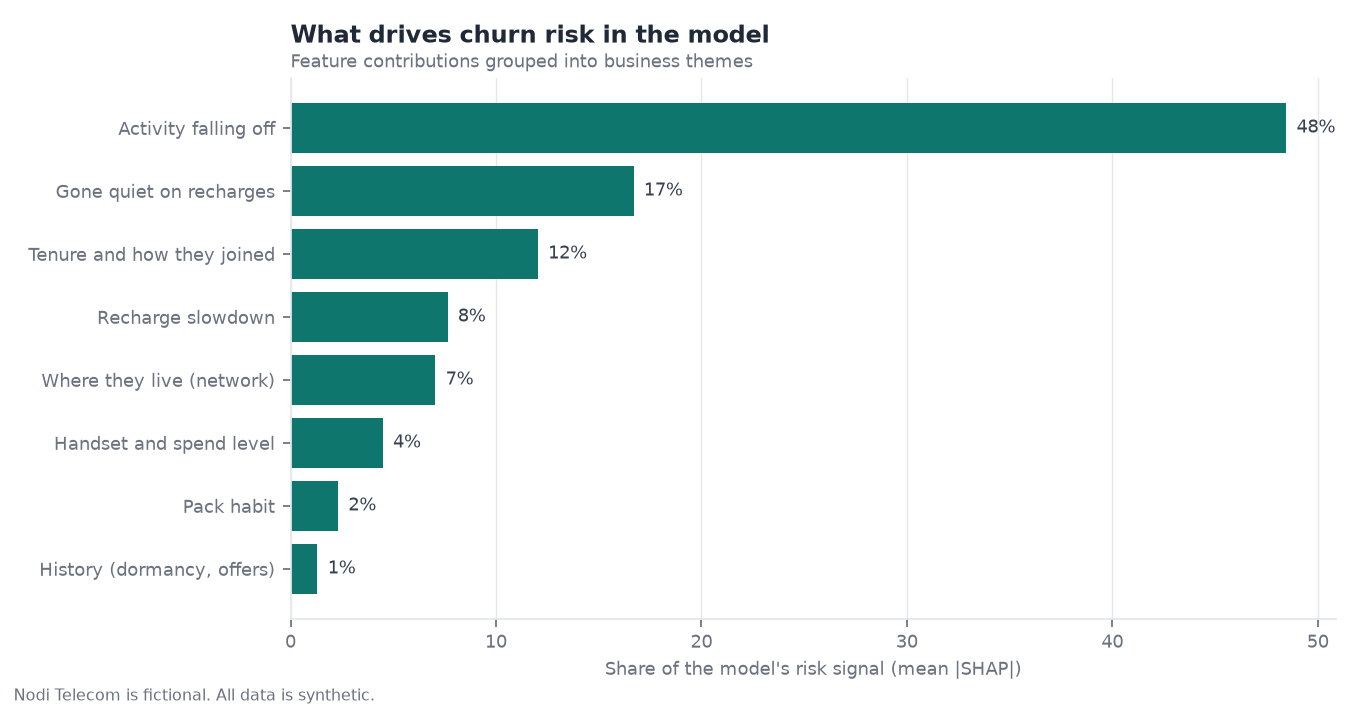 What drives churn risk in the model
Feature contributions grouped into business themes
Activity falling off 48%
Gone quiet on recharges 17%
Tenure and how they joined 12%
Recharge slowdown 8%
Where they live (network) 7%
Handset and spend level 4%
Pack habit 2%
History (dormancy, offers) 1%
0 10 20 30 40 50
Share of the model's risk signal (mean |SHAP|)
Nodi Telecom is fictional. All data is synthetic.